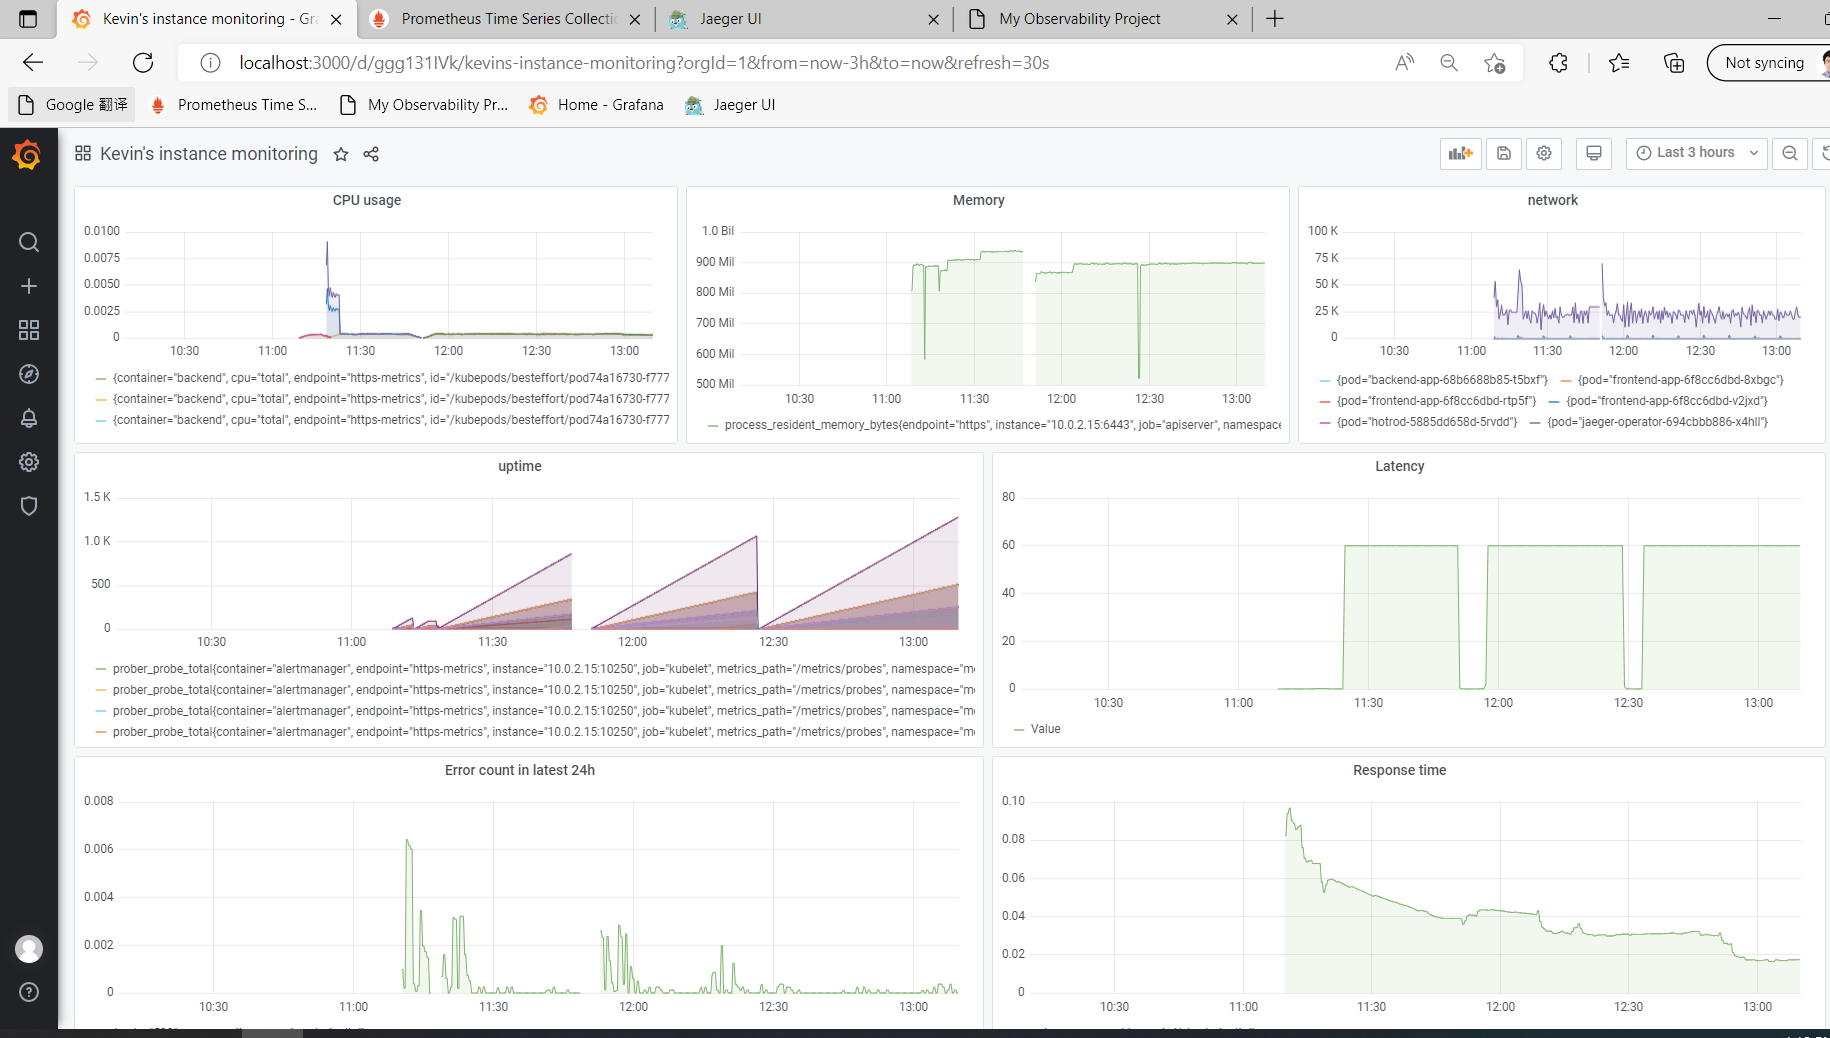 Kevin's instance monitoring - Gra
Prometheus Time Series Collectio
Jaeger UI
My Observability Project
localhost:3000/d/ggg131IVk/kevins-instance-monitoring?orgId=1&from=now-3h&to=now&refresh=30s
Not syncing
Google 翻译
Prometheus Time S...
My Observability Pr...
Home - Grafana
Jaeger UI
Kevin's instance monitoring
Last 3 hours
CPU usage
0.0100
0.0075
0.0050
0.0025
0
10:30 11:00 11:30 12:00 12:30 13:00
{container="backend", cpu="total", endpoint="https-metrics", id="/kubepods/besteffort/pod74a16730-f777
{container="backend", cpu="total", endpoint="https-metrics", id="/kubepods/besteffort/pod74a16730-f777
{container="backend", cpu="total", endpoint="https-metrics", id="/kubepods/besteffort/pod74a16730-f777
Memory
1.0 Bil
900 Mil
800 Mil
700 Mil
600 Mil
500 Mil
10:30 11:00 11:30 12:00 12:30 13:00
process_resident_memory_bytes{endpoint="https", instance="10.0.2.15:6443", job="apiserver", namespace
network
100 K
75 K
50 K
25 K
0
10:30 11:00 11:30 12:00 12:30 13:00
{pod="backend-app-68b6688b85-t5bxf"} {pod="frontend-app-6f8cc6dbd-8xbgc"}
{pod="frontend-app-6f8cc6dbd-rtp5f"} {pod="frontend-app-6f8cc6dbd-v2jxd"}
{pod="hotrod-5885dd658d-5rvdd"} {pod="jaeger-operator-694cbbb886-x4hll"}
uptime
1.5 K
1.0 K
500
0
10:30 11:00 11:30 12:00 12:30 13:00
prober_probe_total{container="alertmanager", endpoint="https-metrics", instance="10.0.2.15:10250", job="kubelet", metrics_path="/metrics/probes", namespace="m
prober_probe_total{container="alertmanager", endpoint="https-metrics", instance="10.0.2.15:10250", job="kubelet", metrics_path="/metrics/probes", namespace="m
prober_probe_total{container="alertmanager", endpoint="https-metrics", instance="10.0.2.15:10250", job="kubelet", metrics_path="/metrics/probes", namespace="m
prober_probe_total{container="alertmanager", endpoint="https-metrics", instance="10.0.2.15:10250", job="kubelet", metrics_path="/metrics/probes", namespace="m
Latency
80
60
40
20
0
10:30 11:00 11:30 12:00 12:30 13:00
Value
Error count in latest 24h
0.008
0.006
0.004
0.002
0
10:30 11:00 11:30 12:00 12:30 13:00
Response time
0.10
0.08
0.06
0.04
0.02
0
10:30 11:00 11:30 12:00 12:30 13:00